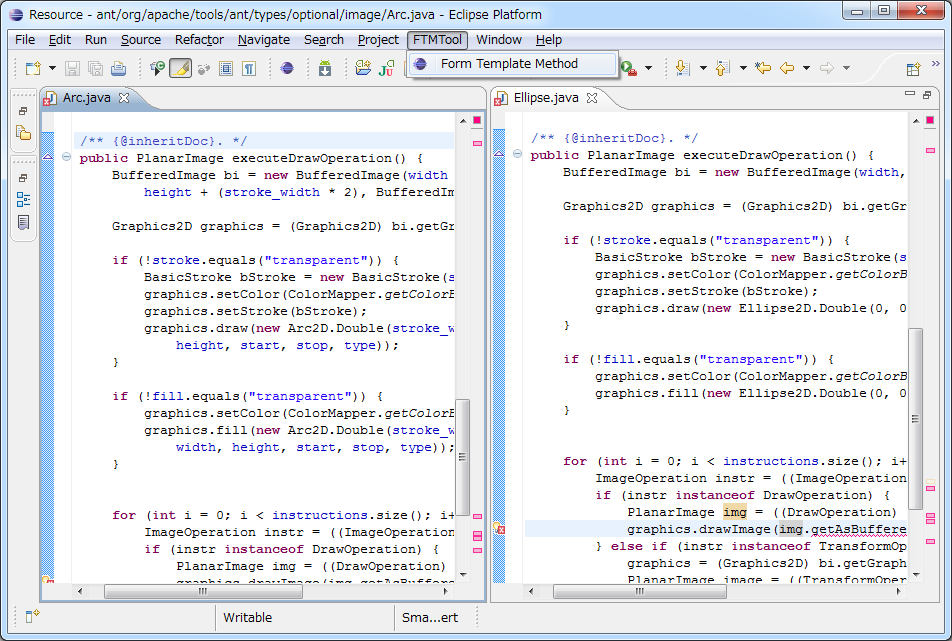 Resource - ant/org/apache/tools/ant/types/optional/image/Arc.java - Eclipse Platform
File Edit Run Source Refactor Navigate Search Project FTMTool Window Help
Form Template Method
Arc.java
/** {@inheritDoc}. */
public PlanarImage executeDrawOperation() {
    BufferedImage bi = new BufferedImage(width
        height + (stroke_width * 2), BufferedIm

    Graphics2D graphics = (Graphics2D) bi.getGr

    if (!stroke.equals("transparent")) {
        BasicStroke bStroke = new BasicStroke(s
        graphics.setColor(ColorMapper.getColorB
        graphics.setStroke(bStroke);
        graphics.draw(new Arc2D.Double(stroke_w
            height, start, stop, type));
    }

    if (!fill.equals("transparent")) {
        graphics.setColor(ColorMapper.getColorB
        graphics.fill(new Arc2D.Double(stroke_w
            width, height, start, stop, type));
    }

    for (int i = 0; i < instructions.size(); i+
        ImageOperation instr = ((ImageOperation
        if (instr instanceof DrawOperation) {
            PlanarImage img = ((DrawOperation)
            graphics.drawImage(img.getAsBuffere
Ellipse.java
/** {@inheritDoc}. */
public PlanarImage executeDrawOperation() {
    BufferedImage bi = new BufferedImage(width,

    Graphics2D graphics = (Graphics2D) bi.getGr

    if (!stroke.equals("transparent")) {
        BasicStroke bStroke = new BasicStroke(s
        graphics.setColor(ColorMapper.getColorB
        graphics.setStroke(bStroke);
        graphics.draw(new Ellipse2D.Double(0, 0
    }

    if (!fill.equals("transparent")) {
        graphics.setColor(ColorMapper.getColorB
        graphics.fill(new Ellipse2D.Double(0, 0
    }

    for (int i = 0; i < instructions.size(); i+
        ImageOperation instr = ((ImageOperation
        if (instr instanceof DrawOperation) {
            PlanarImage img = ((DrawOperation)
            graphics.drawImage(img.getAsBuffere
        } else if (instr instanceof TransformOp
            graphics = (Graphics2D) bi.getGraph
            PlanarImage image = ((TransformOper
Writable
Sma...ert